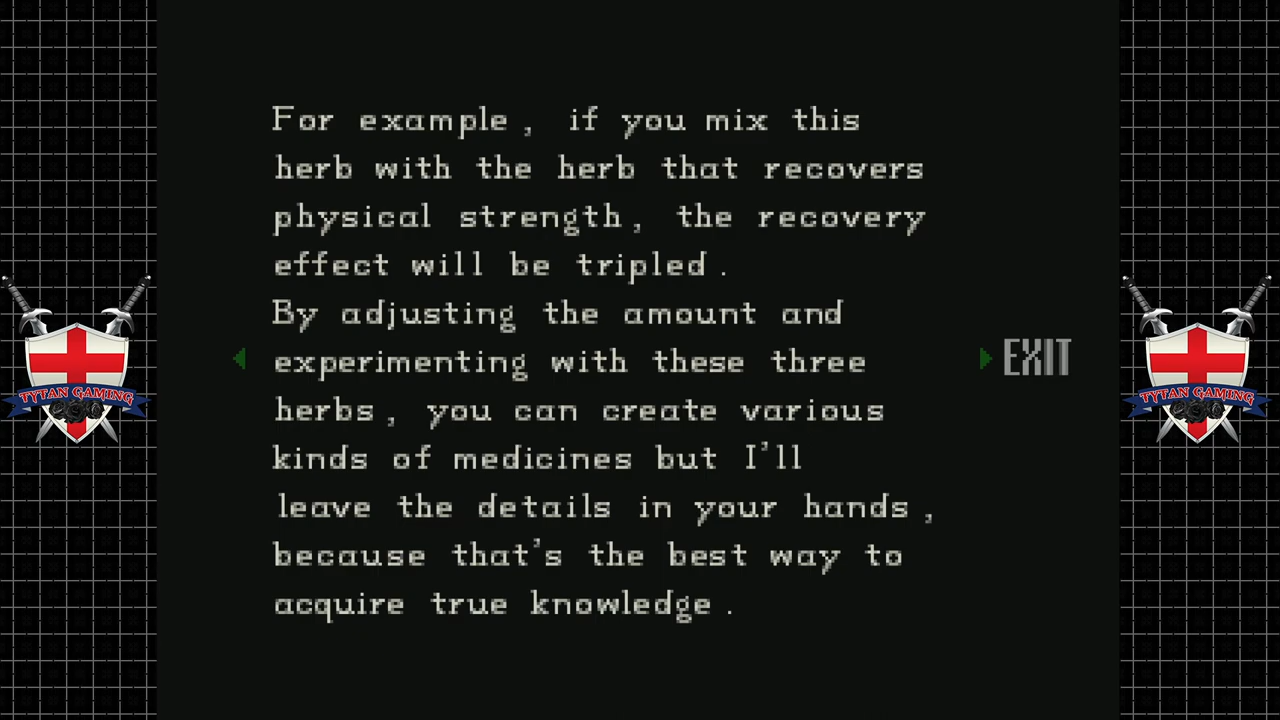 For example, if you mix this
herb with the herb that recovers
physical strength, the recovery
effect will be tripled.
By adjusting the amount and
experimenting with these three
herbs, you can create various
kinds of medicines but I'll
leave the details in your hands,
because that's the best way to
acquire true knowledge.
EXIT
TYTAN GAMING
TYTAN GAMING